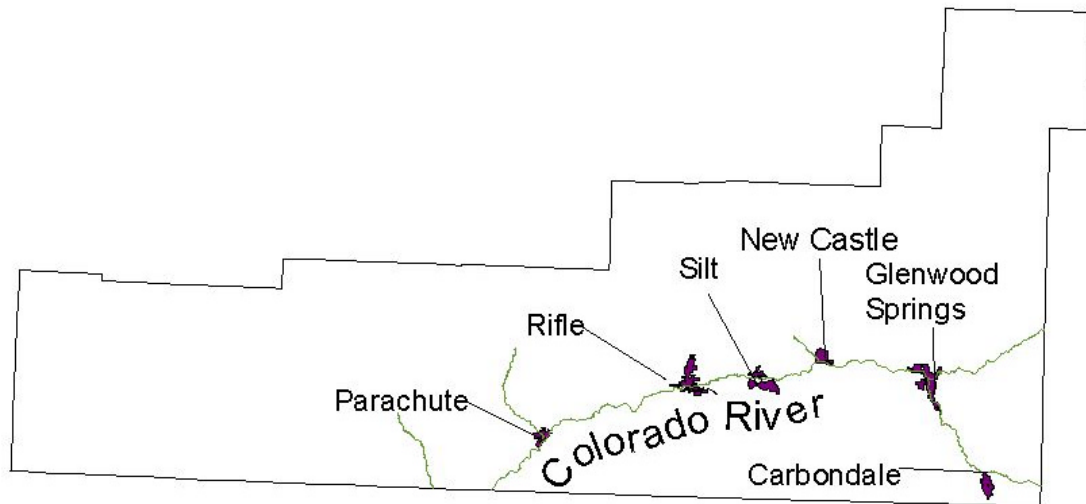 New Castle
Silt
Glenwood
Springs
Rifle
Parachute
Colorado River
Carbondale